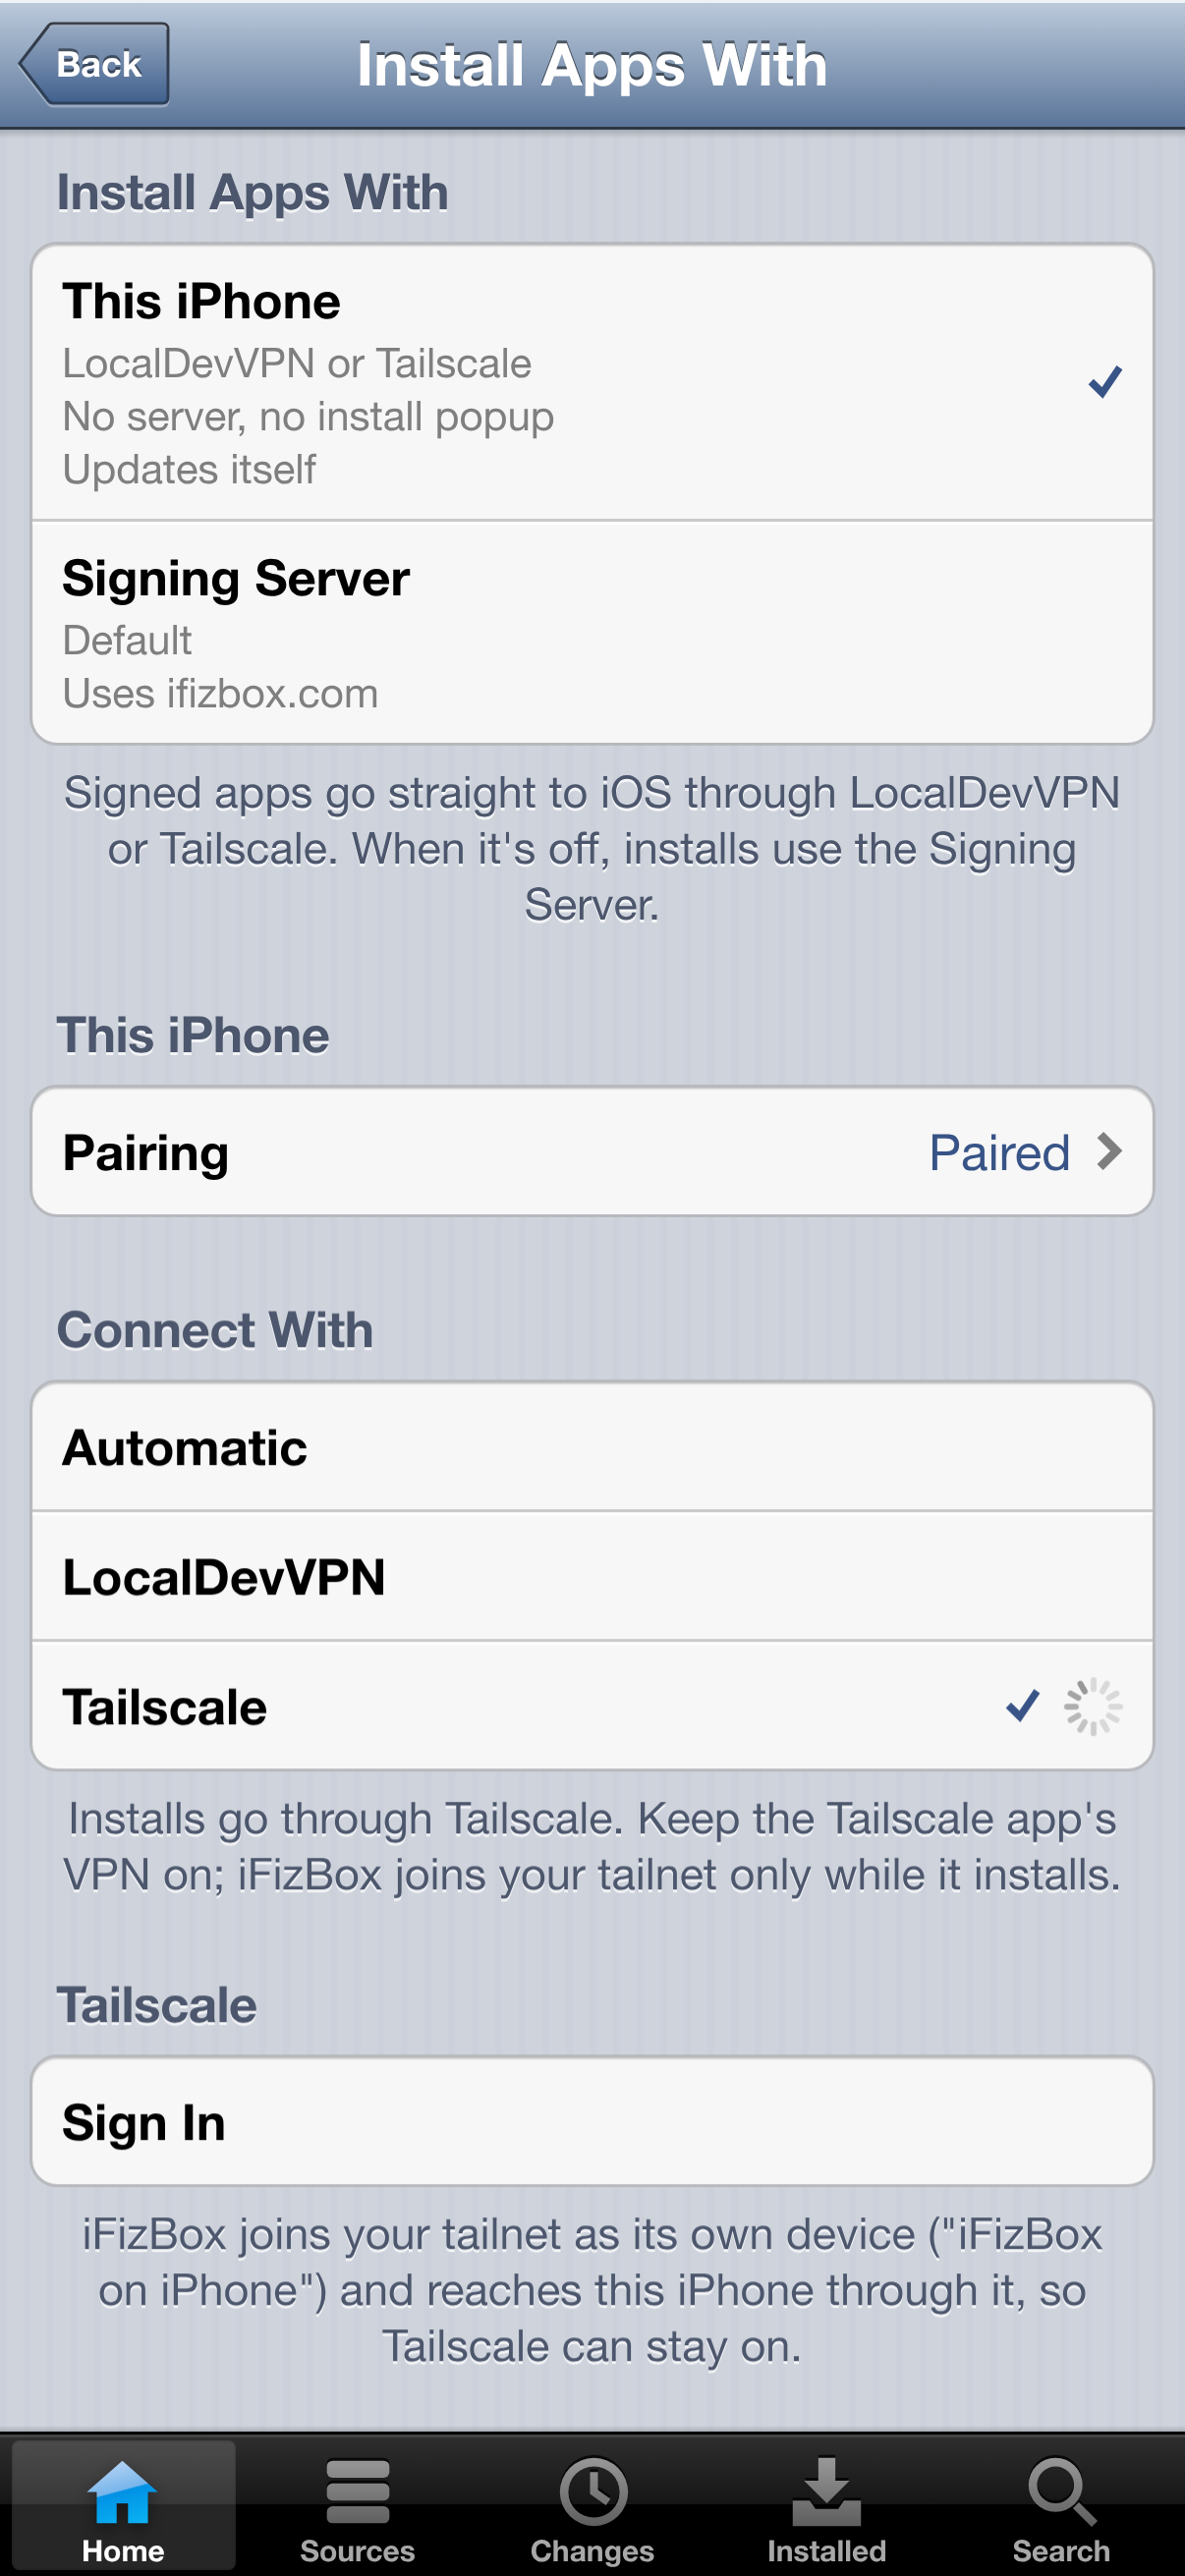 Back
Install Apps With
Install Apps With
This iPhone
LocalDevVPN or Tailscale
No server, no install popup
Updates itself
Signing Server
Default
Uses ifizbox.com
Signed apps go straight to iOS through LocalDevVPN
or Tailscale. When it's off, installs use the Signing
Server.
This iPhone
Pairing
Paired
Connect With
Automatic
LocalDevVPN
Tailscale
Installs go through Tailscale. Keep the Tailscale app's
VPN on; iFizBox joins your tailnet only while it installs.
Tailscale
Sign In
iFizBox joins your tailnet as its own device ("iFizBox
on iPhone") and reaches this iPhone through it, so
Tailscale can stay on.
Home
Sources
Changes
Installed
Search